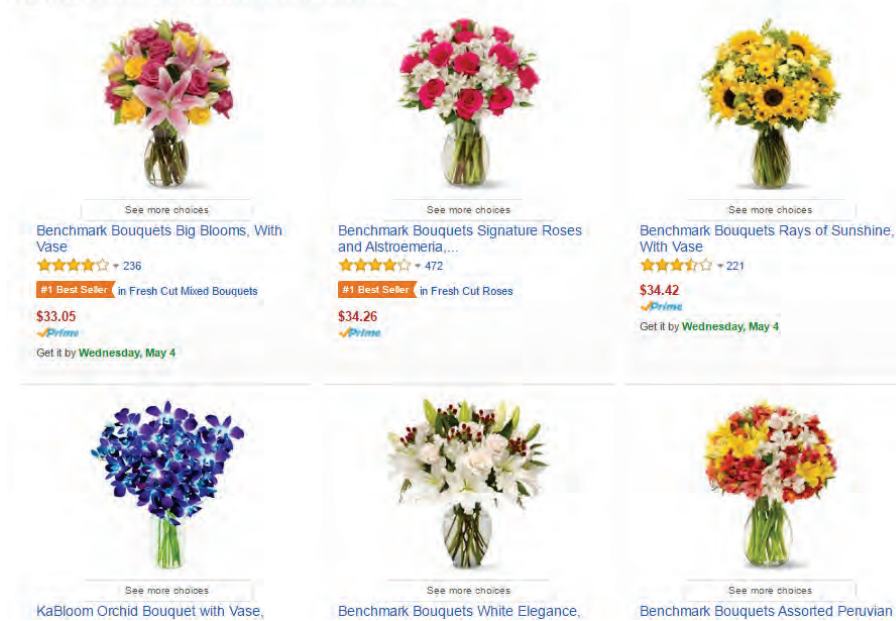 See more choices
Benchmark Bouquets Big Blooms, With
Vase
236
#1 Best Seller in Fresh Cut Mixed Bouquets
$33.05
Prime
Get it by Wednesday, May 4
See more choices
Benchmark Bouquets Signature Roses
and Alstroemeria,...
472
#1 Best Seller in Fresh Cut Roses
$34.26
Prime
See more choices
Benchmark Bouquets Rays of Sunshine,
With Vase
221
$34.42
Prime
Get it by Wednesday, May 4
See more choices
KaBloom Orchid Bouquet with Vase,
See more choices
Benchmark Bouquets White Elegance,
See more choices
Benchmark Bouquets Assorted Peruvian